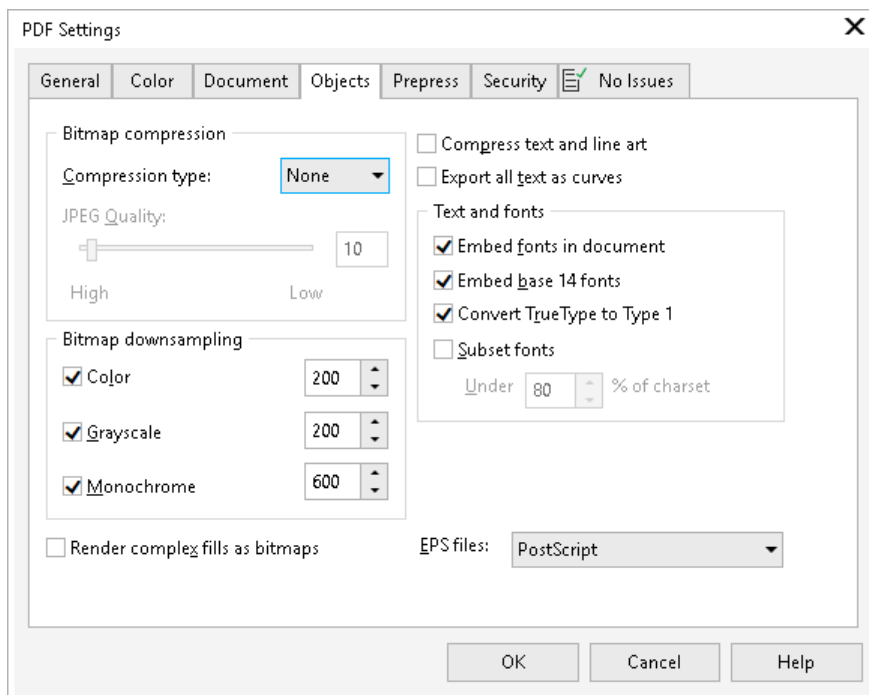 PDF Settings
General Color Document Objects Prepress Security No Issues
Bitmap compression
Compression type: None
JPEG Quality:
10
High Low
Bitmap downsampling
Color 200
Grayscale 200
Monochrome 600
Render complex fills as bitmaps
Compress text and line art
Export all text as curves
Text and fonts
Embed fonts in document
Embed base 14 fonts
Convert TrueType to Type 1
Subset fonts
Under 80 % of charset
EPS files: PostScript
OK Cancel Help